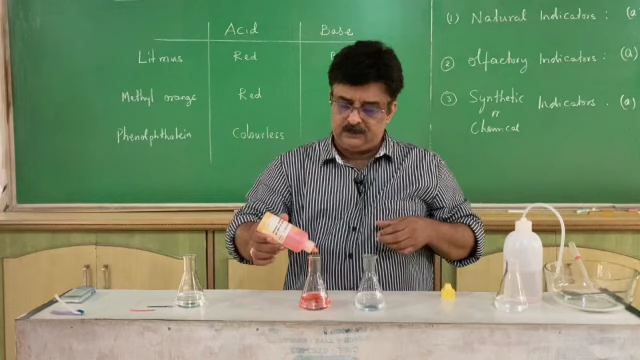 Acid Base
Litmus Red
Methyl orange Red
Phenolphthalein Colourless
(1) Natural Indicators : (a
(2) Olfactory Indicators : (a)
(3) Synthetic
or Indicators . (a)
Chemical